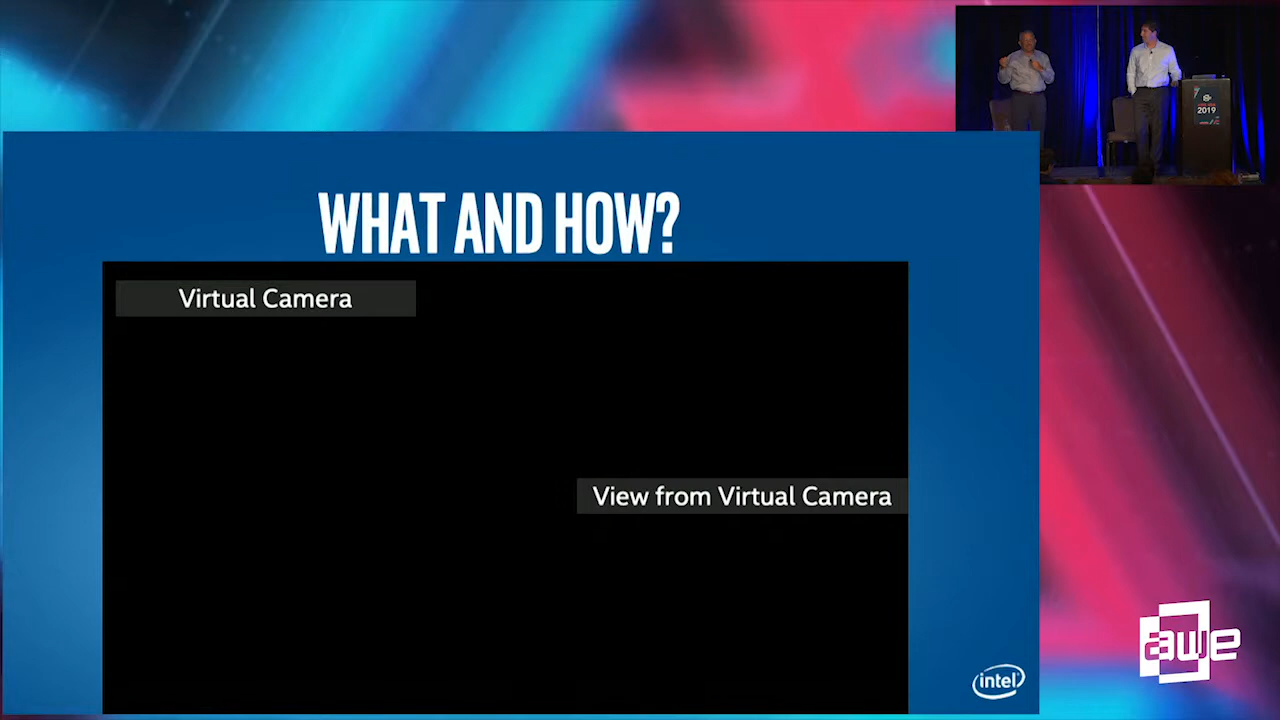 WHAT AND HOW?
Virtual Camera
View from Virtual Camera
intel
awe
2019